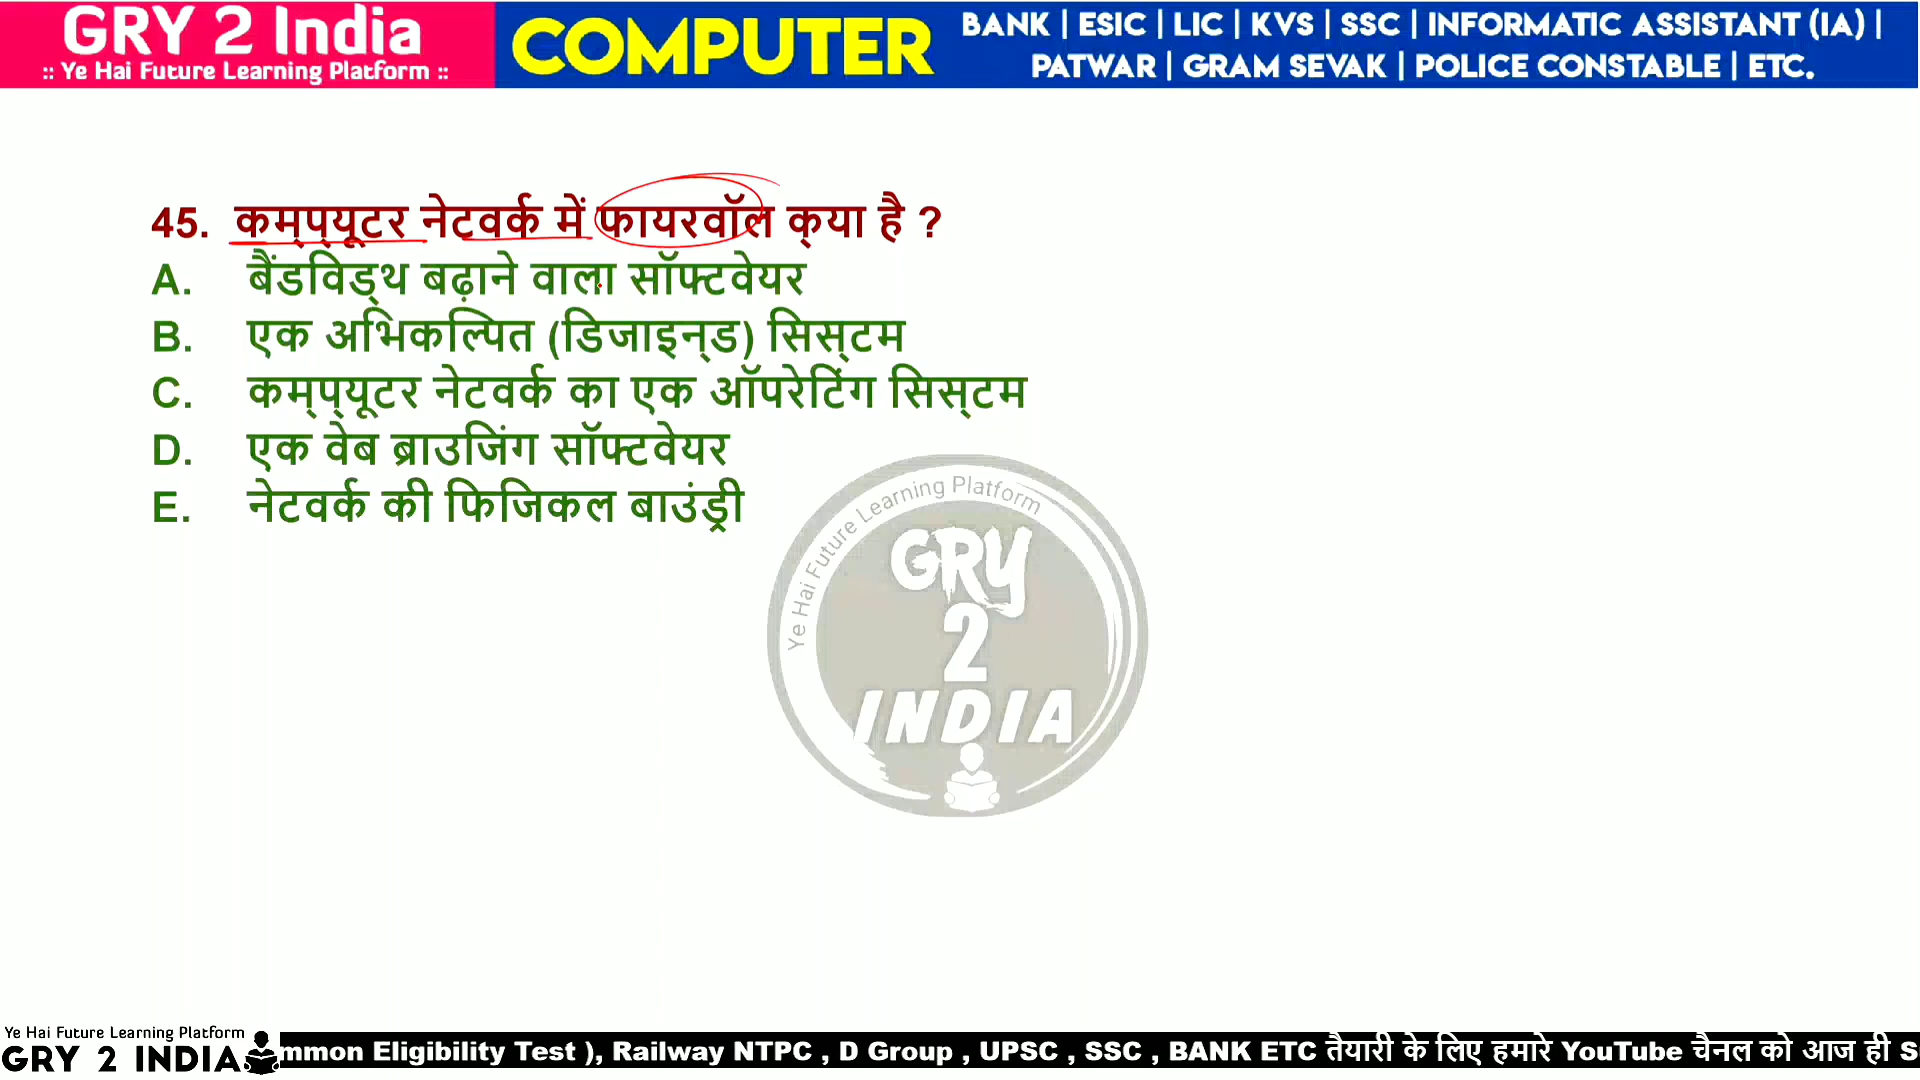 GRY 2 India
:: Ye Hai Future Learning Platform ::
COMPUTER
BANK | ESIC | LIC | KVS | SSC | INFORMATIC ASSISTANT (IA) |
PATWAR | GRAM SEVAK | POLICE CONSTABLE | ETC.
45. कम्प्यूटर नेटवर्क में फायरवॉल क्या है ?
A. बैंडविड्थ बढ़ाने वाला सॉफ्टवेयर
B. एक अभिकल्पित (डिजाइन्ड) सिस्टम
C. कम्प्यूटर नेटवर्क का एक ऑपरेटिंग सिस्टम
D. एक वेब ब्राउजिंग सॉफ्टवेयर
E. नेटवर्क की फिजिकल बाउंड्री
Ye Hai Future Learning Platform
GRY
2
INDIA
Ye Hai Future Learning Platform
GRY 2 INDIA
mmon Eligibility Test ), Railway NTPC , D Group , UPSC , SSC , BANK ETC तैयारी के लिए हमारे YouTube चैनल को आज ही S